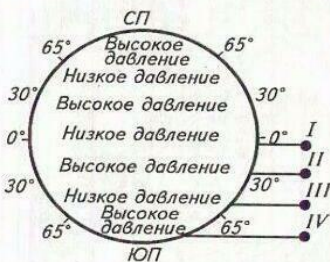 СП
65° Высокое давление 65°
Низкое давление
30° Высокое давление 30°
0° Низкое давление 0° I
Высокое давление II
30° 30°
Низкое давление III
65° Высокое давление 65° IV
ЮП